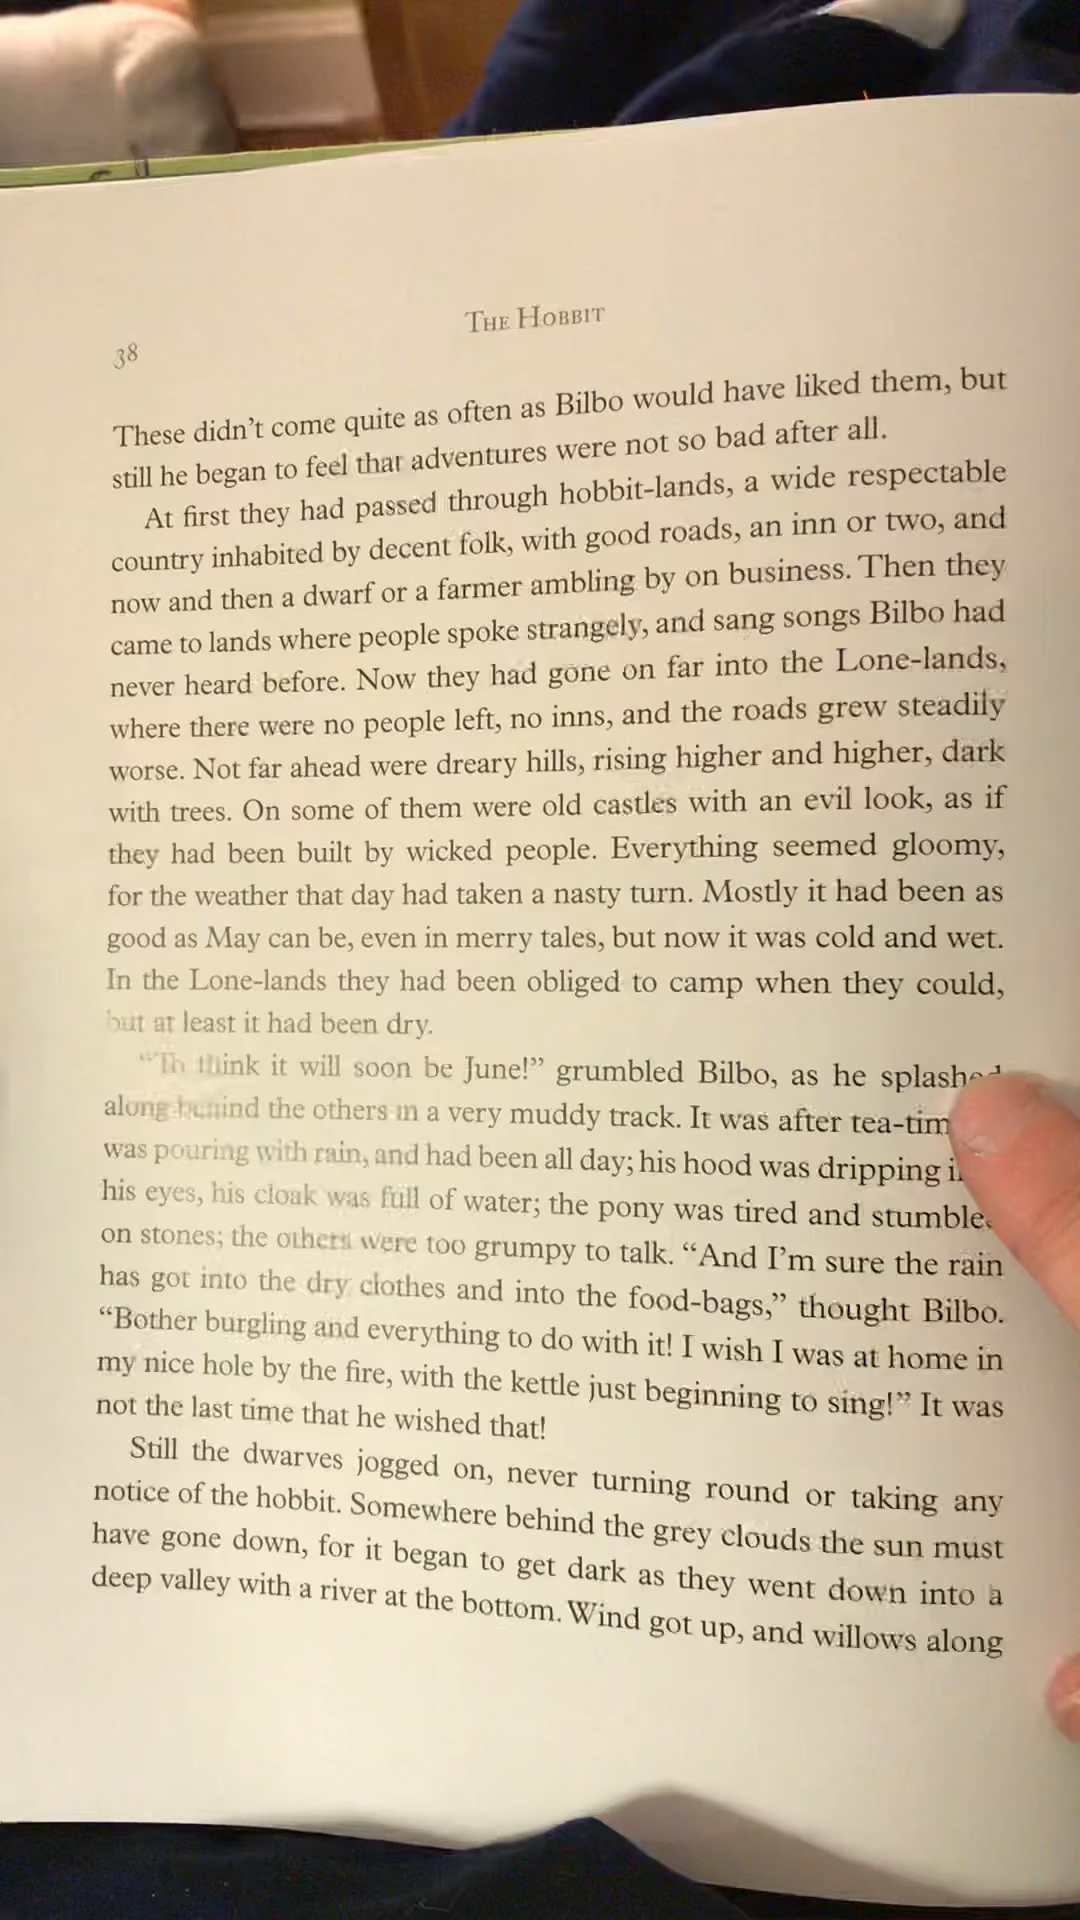 The Hobbit
38
These didn't come quite as often as Bilbo would have liked them, but
still he began to feel that adventures were not so bad after all.
At first they had passed through hobbit-lands, a wide respectable
country inhabited by decent folk, with good roads, an inn or two, and
now and then a dwarf or a farmer ambling by on business. Then they
came to lands where people spoke strangely, and sang songs Bilbo had
never heard before. Now they had gone on far into the Lone-lands,
where there were no people left, no inns, and the roads grew steadily
worse. Not far ahead were dreary hills, rising higher and higher, dark
with trees. On some of them were old castles with an evil look, as if
they had been built by wicked people. Everything seemed gloomy,
for the weather that day had taken a nasty turn. Mostly it had been as
good as May can be, even in merry tales, but now it was cold and wet.
In the Lone-lands they had been obliged to camp when they could,
but at least it had been dry.
“To think it will soon be June!” grumbled Bilbo, as he splashed
along behind the others in a very muddy track. It was after tea-tim
was pouring with rain, and had been all day; his hood was dripping
his eyes, his cloak was full of water; the pony was tired and stumble
on stones; the others were too grumpy to talk. “And I'm sure the rain
has got into the dry clothes and into the food-bags,” thought Bilbo.
“Bother burgling and everything to do with it! I wish I was at home in
my nice hole by the fire, with the kettle just beginning to sing!” It was
not the last time that he wished that!
Still the dwarves jogged on, never turning round or taking any
notice of the hobbit. Somewhere behind the grey clouds the sun must
have gone down, for it began to get dark as they went down into a
deep valley with a river at the bottom. Wind got up, and willows along